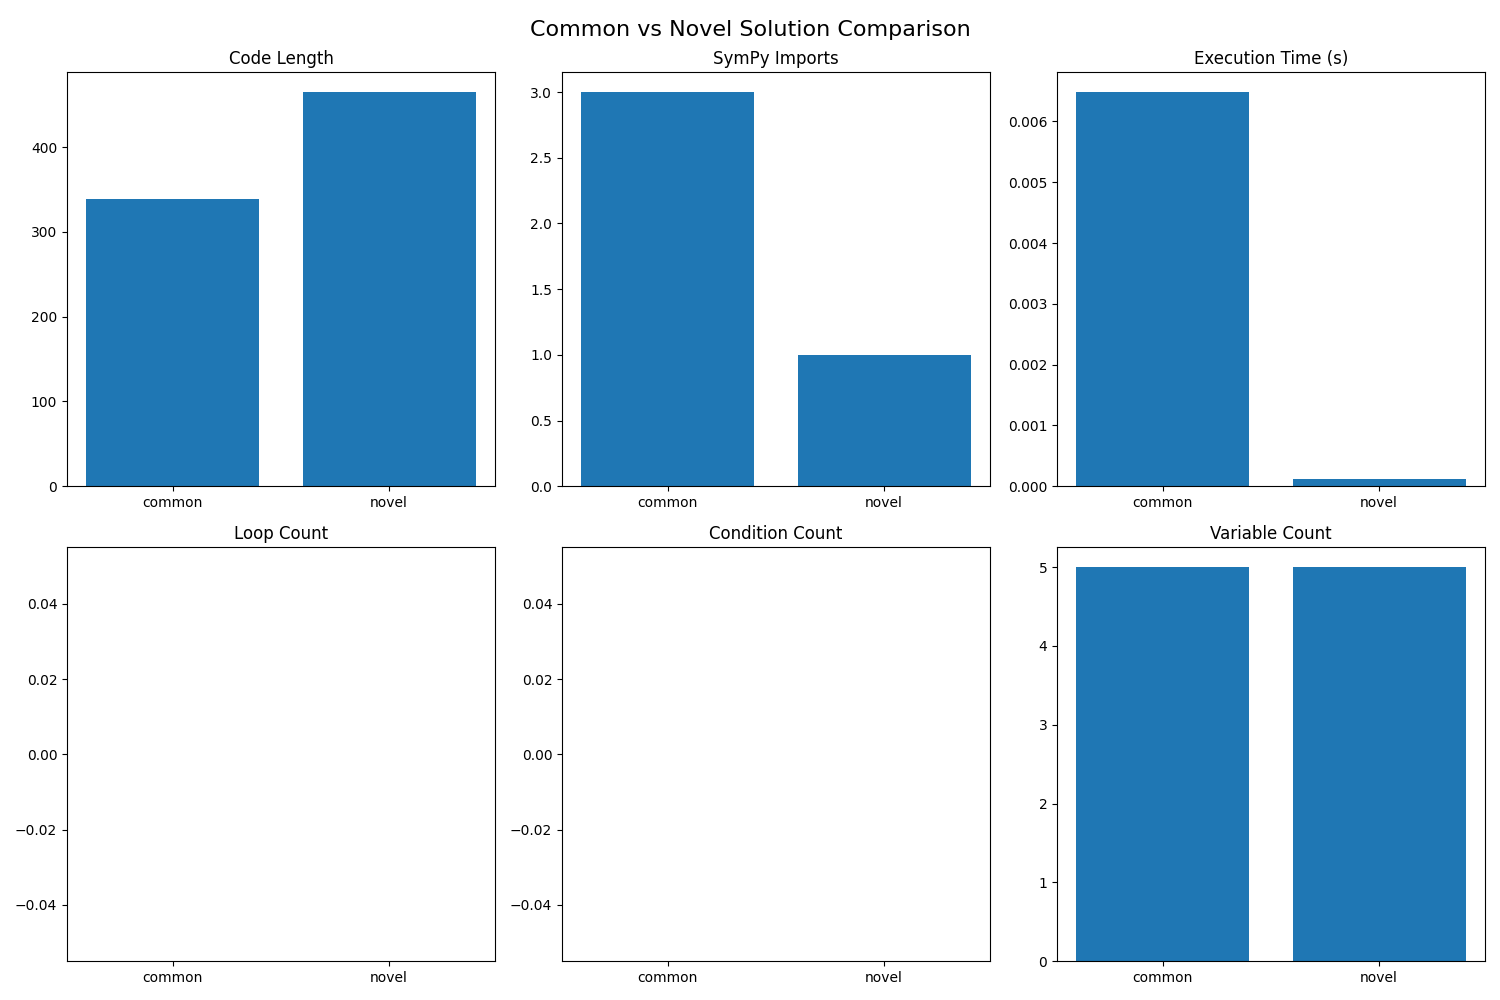 Common vs Novel Solution Comparison
Code Length
400
300
200
100
0
common novel
SymPy Imports
3.0
2.5
2.0
1.5
1.0
0.5
0.0
common novel
Execution Time (s)
0.006
0.005
0.004
0.003
0.002
0.001
0.000
common novel
Loop Count
0.04
0.02
0.00
−0.02
−0.04
common novel
Condition Count
0.04
0.02
0.00
−0.02
−0.04
common novel
Variable Count
5
4
3
2
1
0
common novel